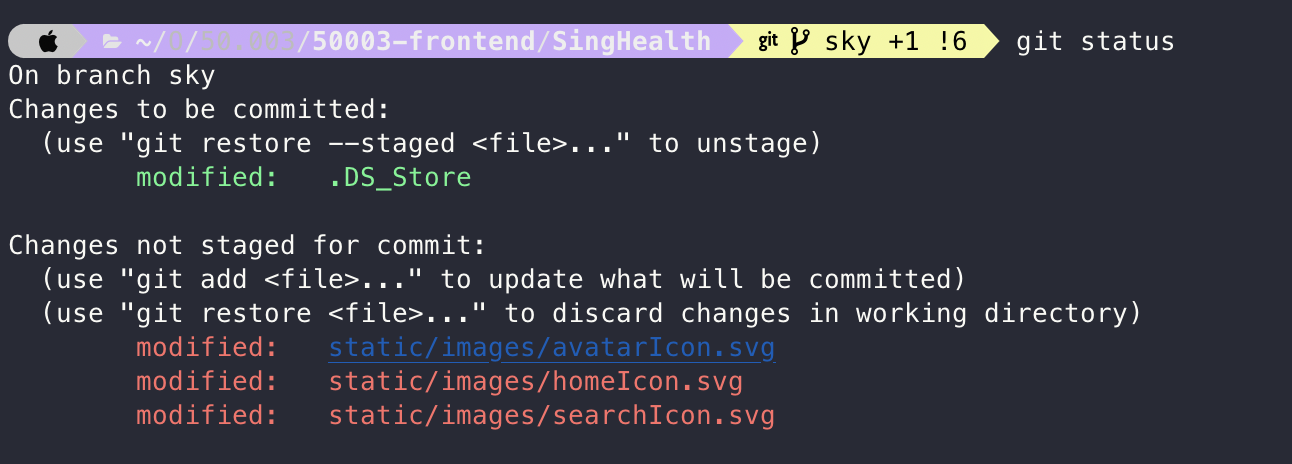 ~/O/50.003/50003-frontend/SingHealth git sky +1 !6 git status
On branch sky
Changes to be committed:
(use "git restore --staged <file>..." to unstage)
modified: .DS_Store
Changes not staged for commit:
(use "git add <file>..." to update what will be committed)
(use "git restore <file>..." to discard changes in working directory)
modified: static/images/avatarIcon.svg
modified: static/images/homeIcon.svg
modified: static/images/searchIcon.svg